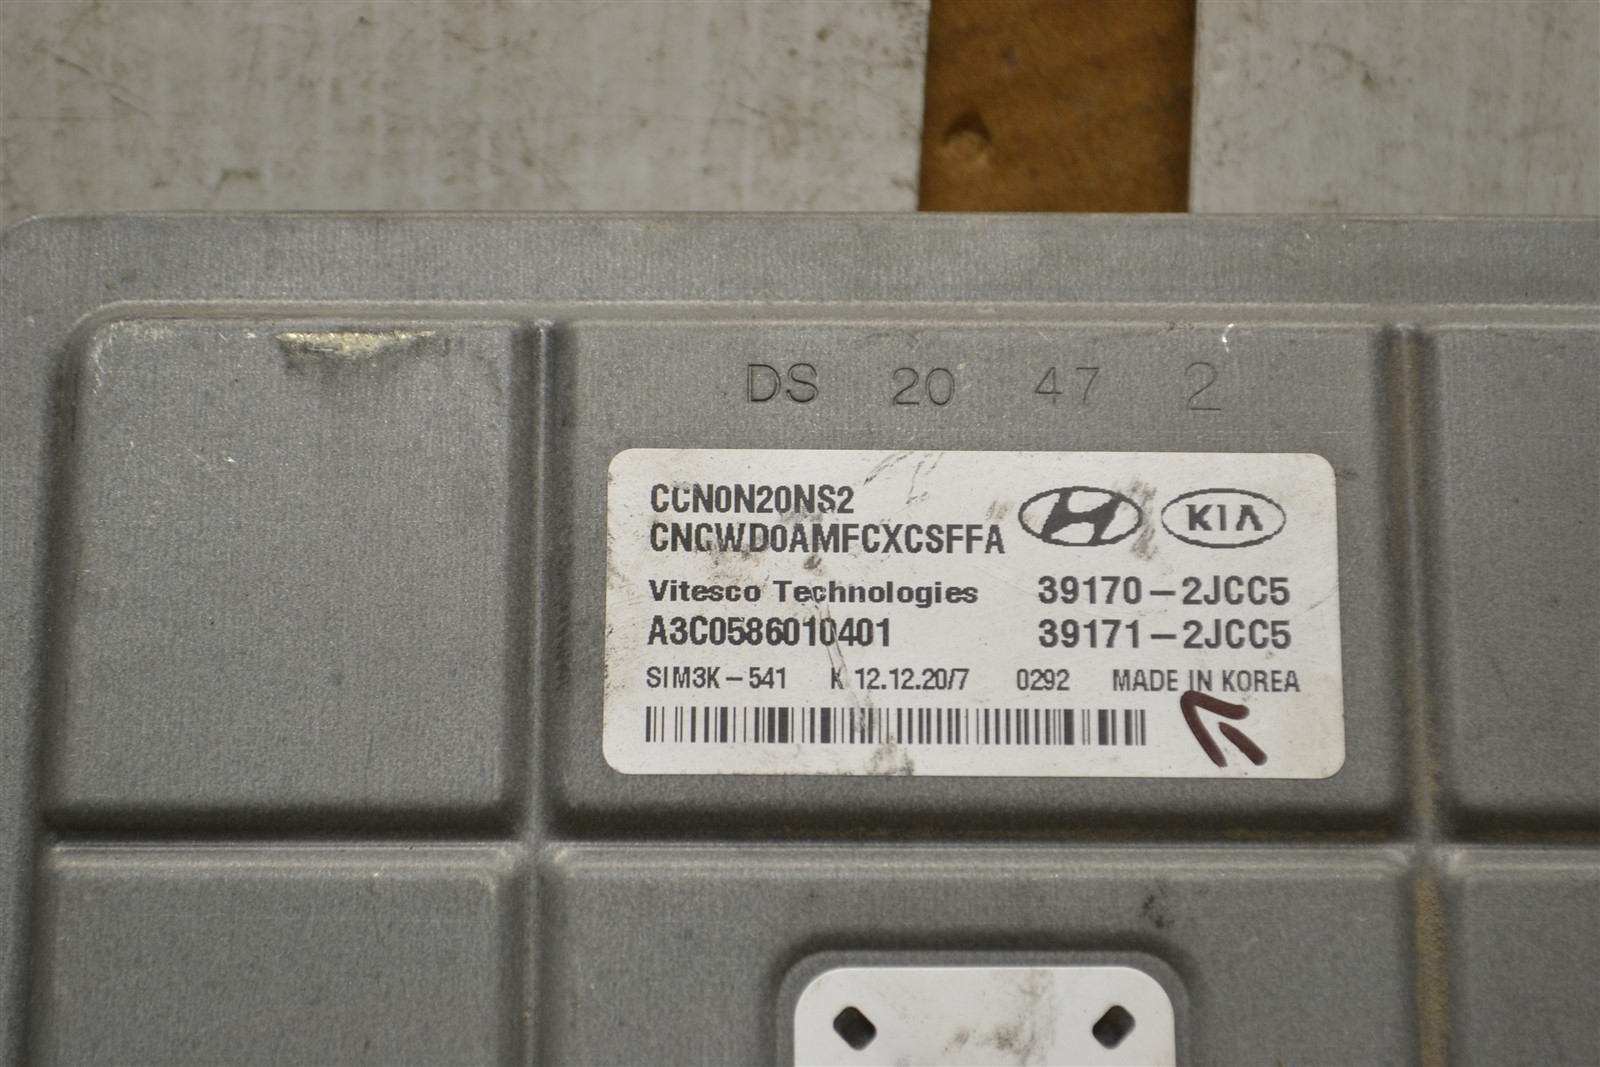 DS 20 47 2
CCN0N20NS2
CNCWD0AMFCXCSFFA
KIA
Vitesco Technologies 39170-2JCC5
A3C0586010401 39171-2JCC5
SIM3K-541 K 12.12.20/7 0292 MADE IN KOREA